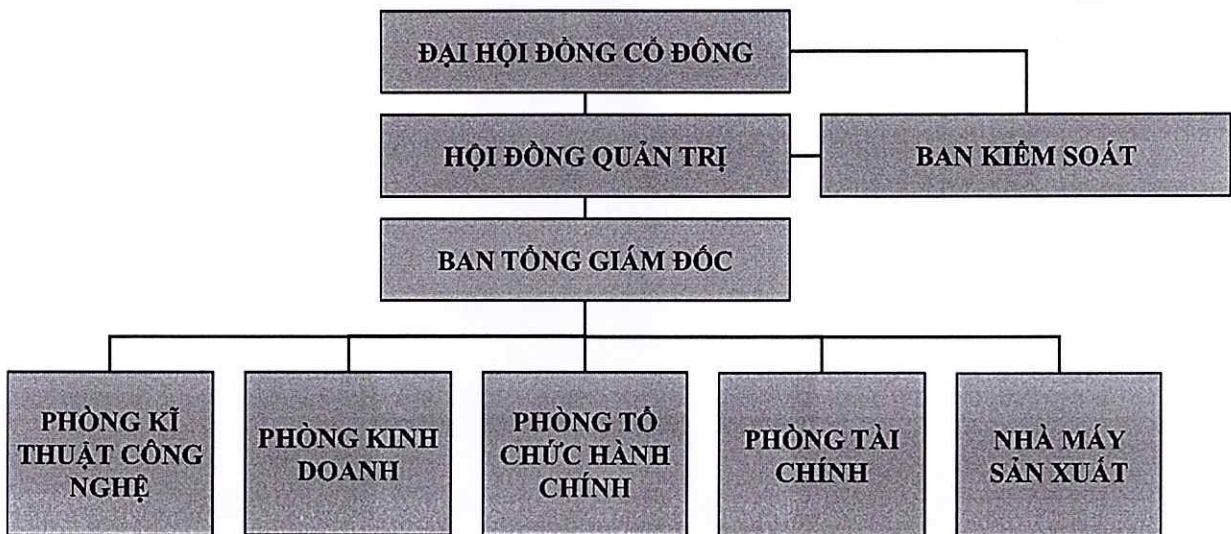 ĐẠI HỘI ĐỒNG CỔ ĐÔNG
HỘI ĐỒNG QUẢN TRỊ
BAN KIỂM SOÁT
BAN TỔNG GIÁM ĐỐC
PHÒNG KĨ
THUẬT CÔNG
NGHỆ
PHÒNG KINH
DOANH
PHÒNG TỔ
CHỨC HÀNH
CHÍNH
PHÒNG TÀI
CHÍNH
NHÀ MÁY
SẢN XUẤT